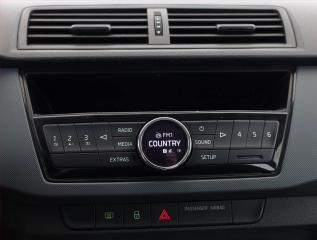 FM1
1 2 3 RADIO COUNTRY 4 5 6
MEDIA SOUND
EXTRAS SETUP
PASSENGER AIRBAG